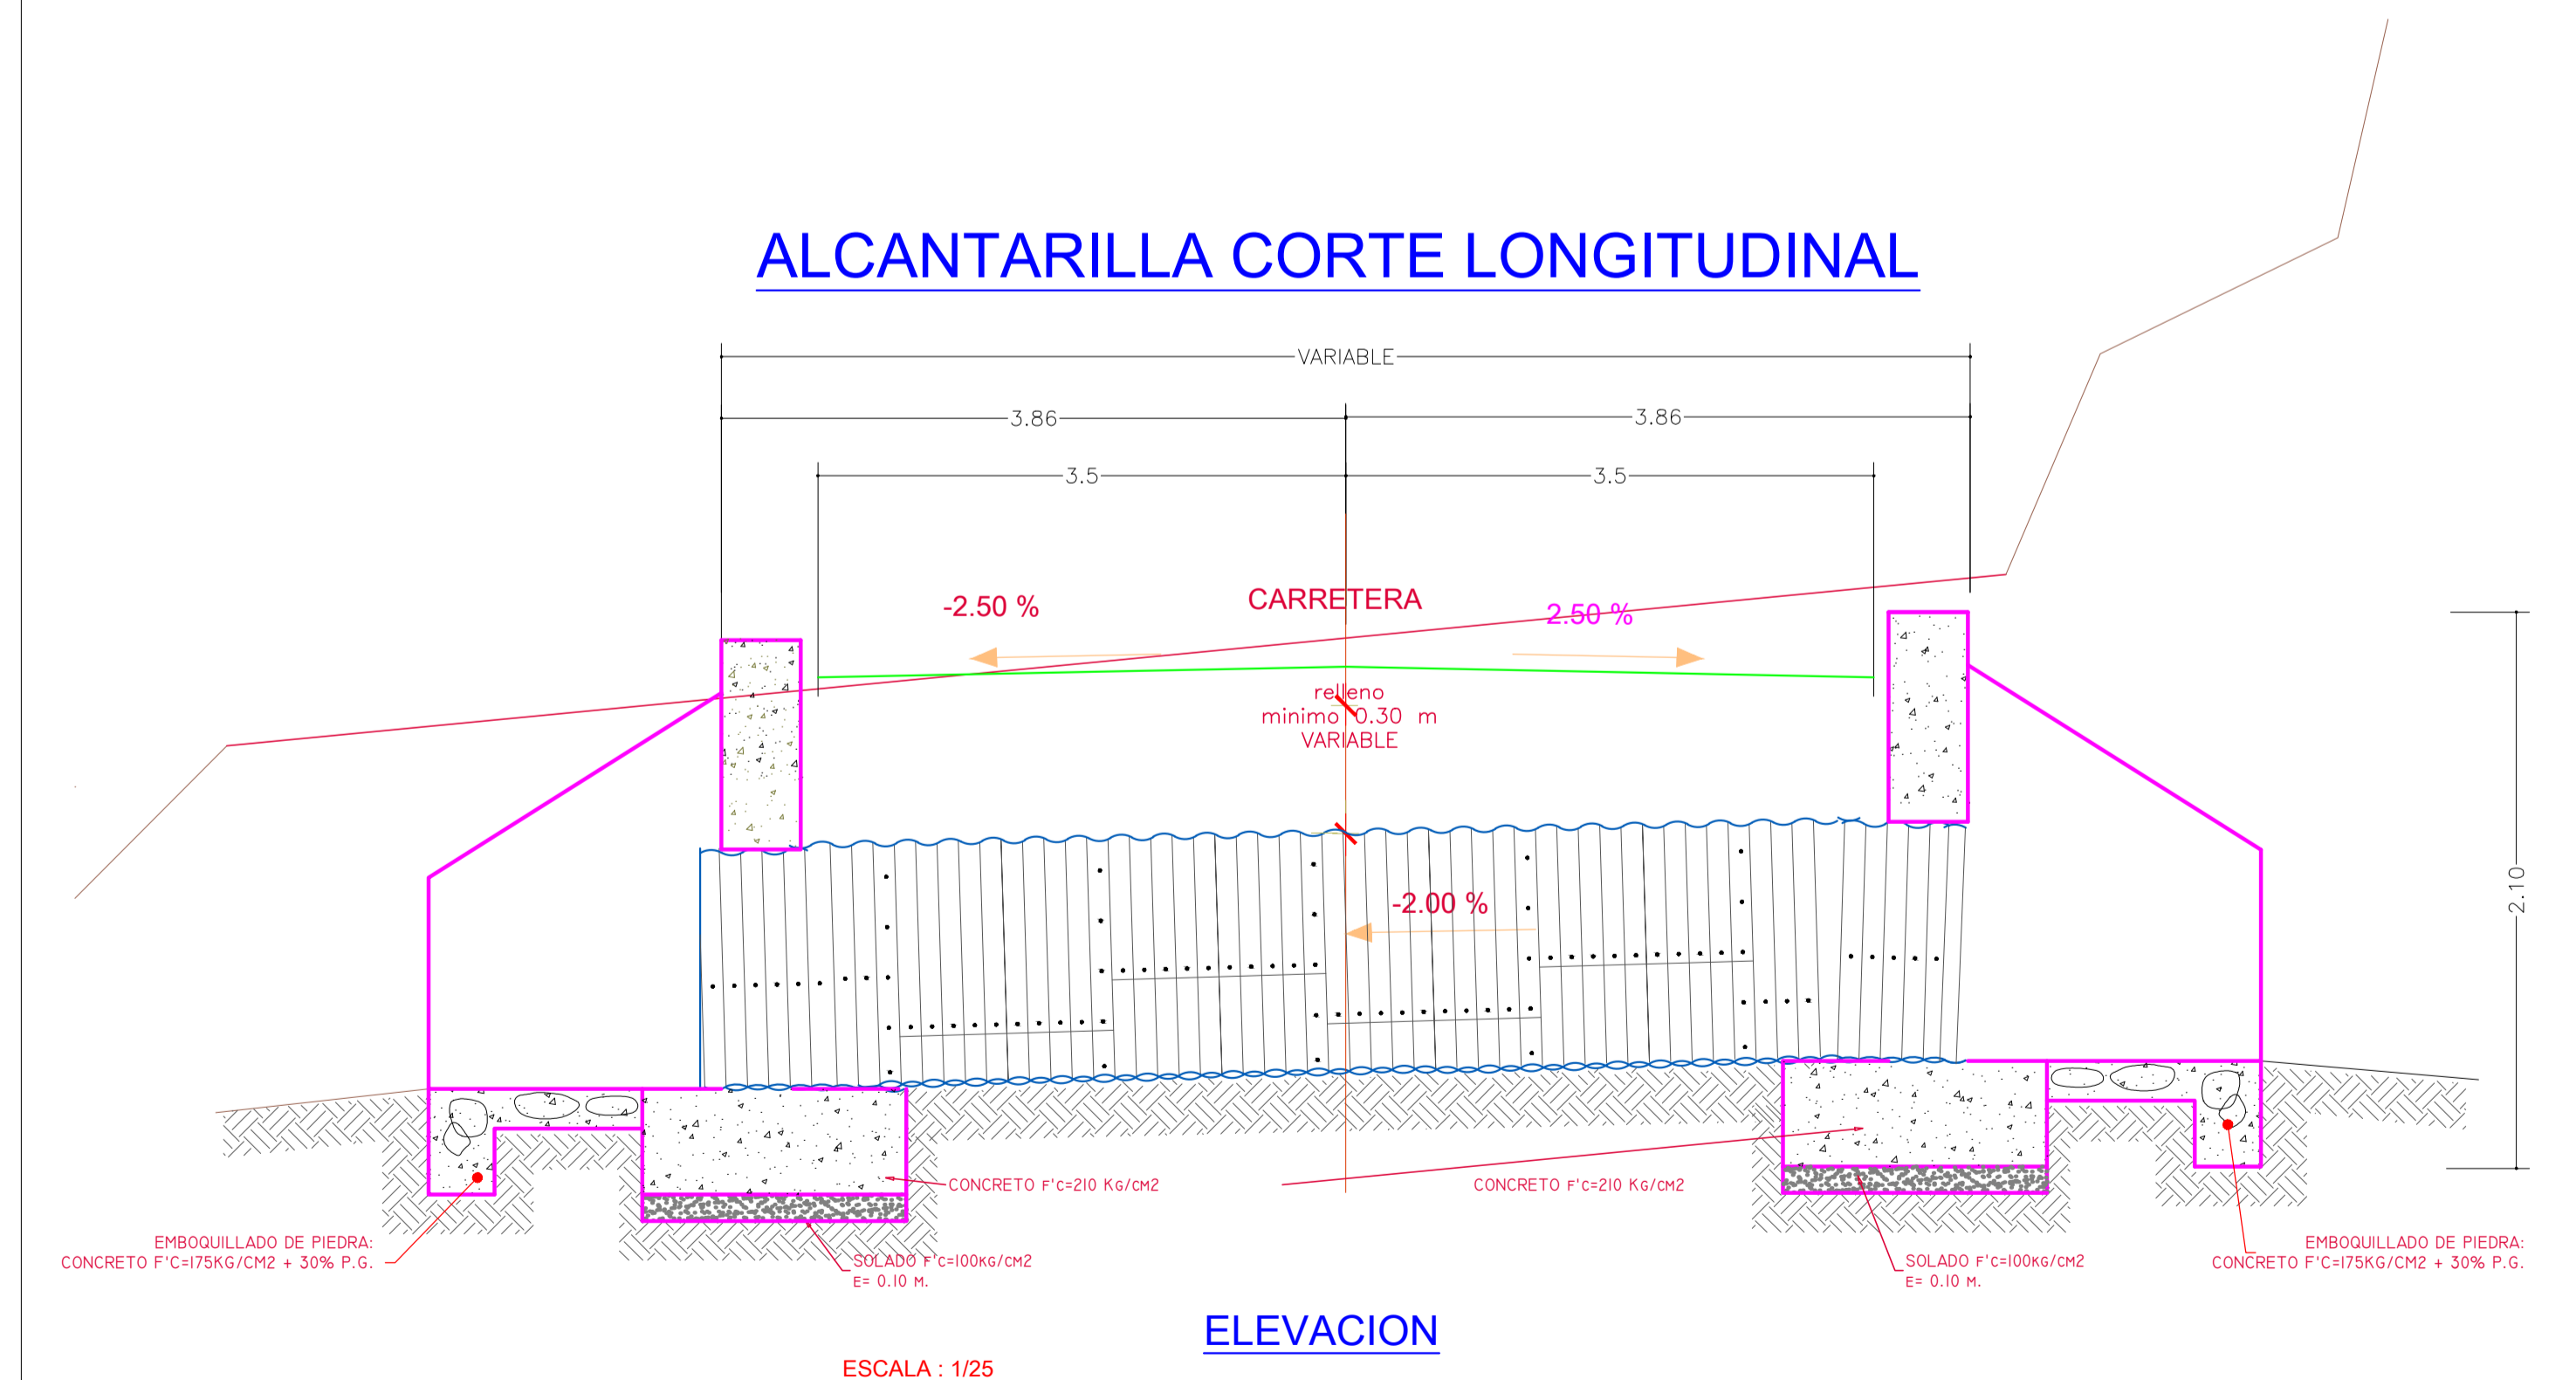 ALCANTARILLA CORTE LONGITUDINAL
VARIABLE
3.86
3.86
3.5
3.5
-2.50 %
CARRETERA
2.50 %
relleno
minimo 0.30 m
VARIABLE
-2.00 %
2.10
CONCRETO F'C=210 KG/CM2
CONCRETO F'C=210 KG/CM2
EMBOQUILLADO DE PIEDRA:
CONCRETO F'C=175KG/CM2 + 30% P.G.
SOLADO F'C=100KG/CM2
E= 0.10 M.
SOLADO F'C=100KG/CM2
E= 0.10 M.
EMBOQUILLADO DE PIEDRA:
CONCRETO F'C=175KG/CM2 + 30% P.G.
ELEVACION
ESCALA : 1/25